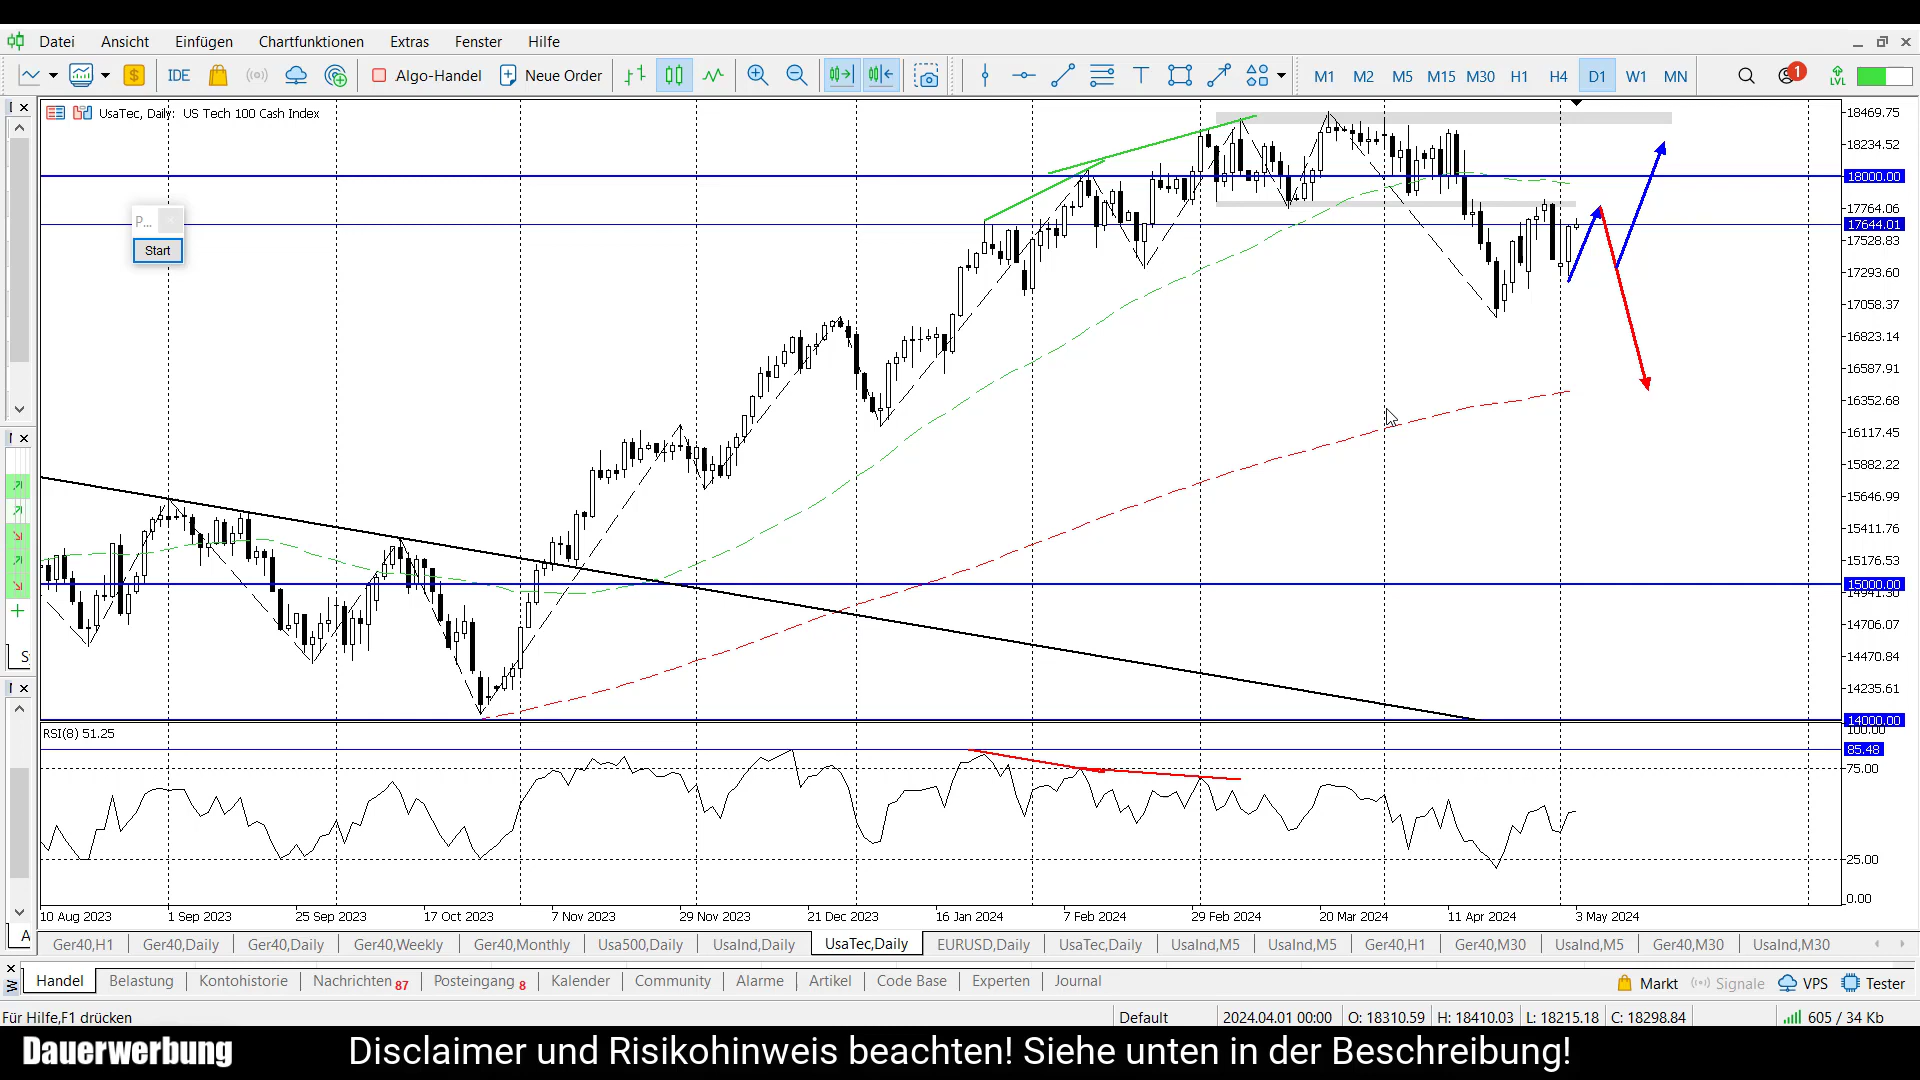 Datei Ansicht Einfügen Chartfunktionen Extras Fenster Hilfe
IDE Algo-Handel Neue Order M1 M2 M5 M15 M30 H1 H4 D1 W1 MN 1 LVL
UsaTec, Daily: US Tech 100 Cash Index
P...
Start
18469.75
18234.52
18000.00
17764.06
17644.01
17528.83
17293.60
17058.37
16823.14
16587.91
16352.68
16117.45
15882.22
15646.99
15411.76
15176.53
15000.00
14941.30
14706.07
14470.84
14235.61
14000.00
RSI(8) 51.25
100.00
85.48
75.00
25.00
0.00
10 Aug 2023 1 Sep 2023 25 Sep 2023 17 Oct 2023 7 Nov 2023 29 Nov 2023 21 Dec 2023 16 Jan 2024 7 Feb 2024 29 Feb 2024 20 Mar 2024 11 Apr 2024 3 May 2024
Ger40,H1 Ger40,Daily Ger40,Daily Ger40,Weekly Ger40,Monthly Usa500,Daily UsaInd,Daily UsaTec,Daily EURUSD,Daily UsaTec,Daily UsaInd,M5 UsaInd,M5 Ger40,H1 Ger40,M30 UsaInd,M5 Ger40,M30 UsaInd,M30
Handel Belastung Kontohistorie Nachrichten 87 Posteingang 8 Kalender Community Alarme Artikel Code Base Experten Journal Markt Signale VPS Tester
Für Hilfe,F1 drücken Default 2024.04.01 00:00 O: 18310.59 H: 18410.03 L: 18215.18 C: 18298.84 605 / 34 Kb
Dauerwerbung Disclaimer und Risikohinweis beachten! Siehe unten in der Beschreibung!